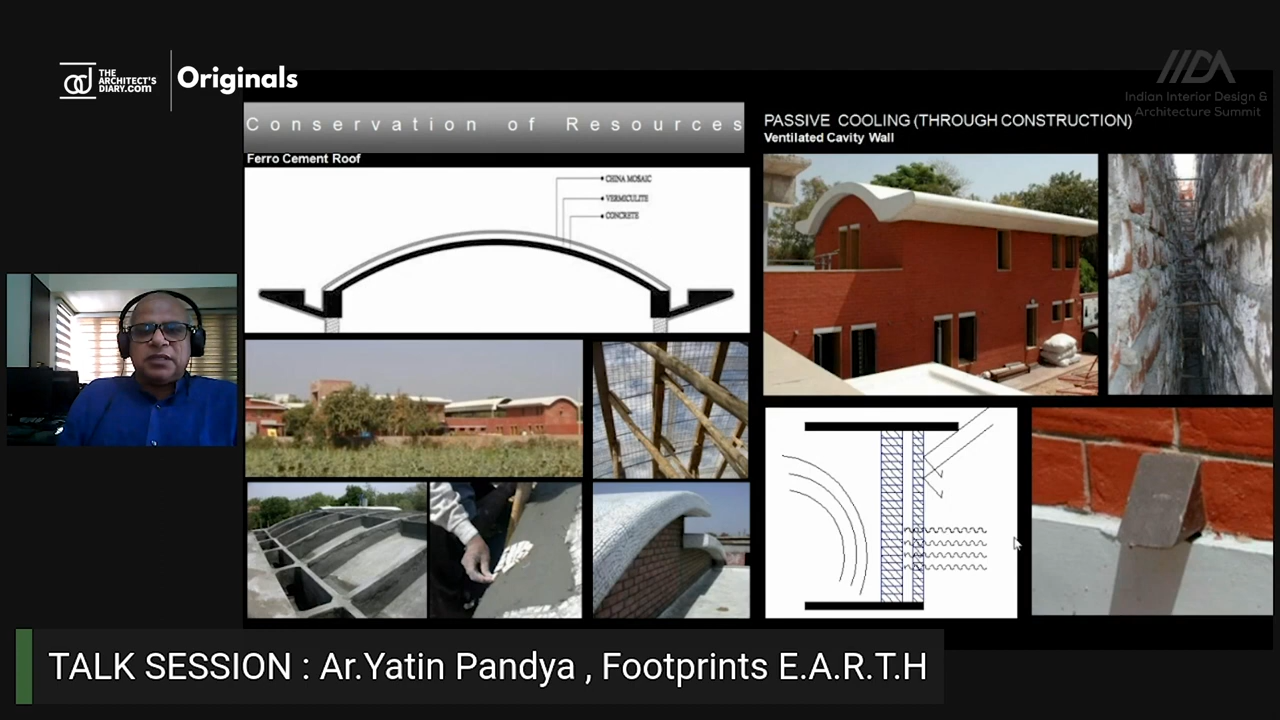 THE
ARCHITECT'S
DIARY.com
Originals
IIDA
Indian Interior Design &
Architecture Summit
Conservation of Resources
Ferro Cement Roof
CHINA MOSAIC
VERMICULITE
CONCRETE
PASSIVE COOLING (THROUGH CONSTRUCTION)
Ventilated Cavity Wall
TALK SESSION : Ar.Yatin Pandya , Footprints E.A.R.T.H